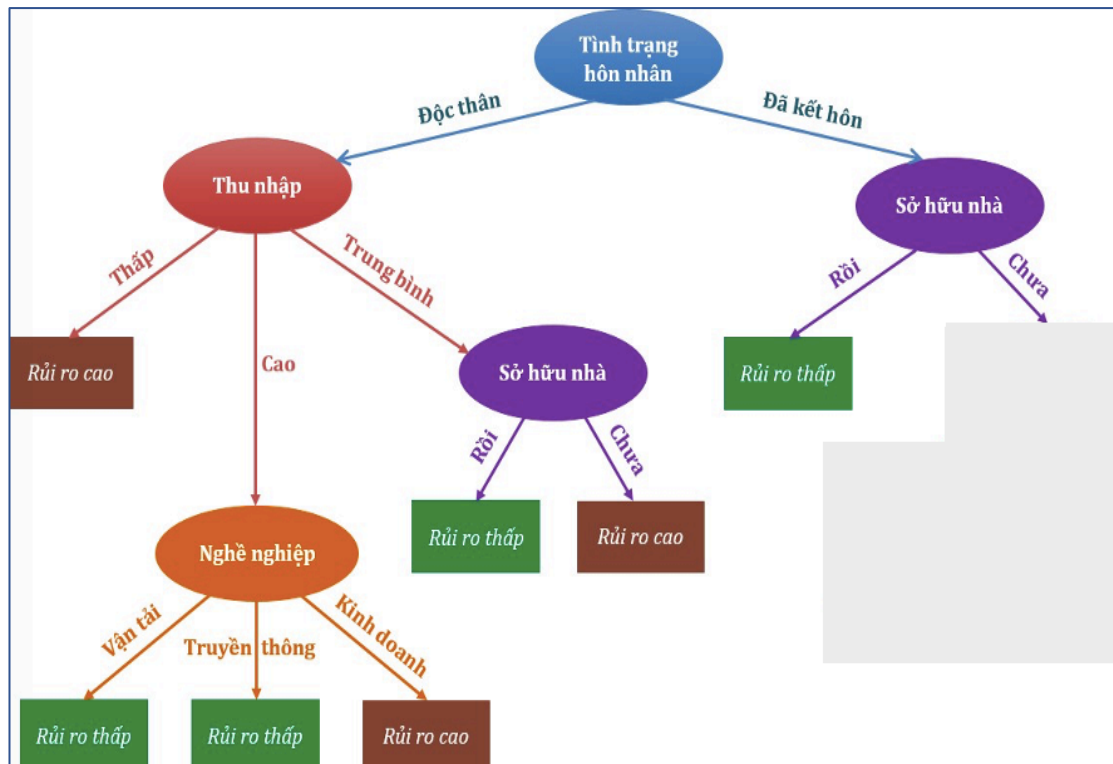 Tình trạng
hôn nhân
Độc thân
Đã kết hôn
Thu nhập
Sở hữu nhà
Thấp
Cao
Trung bình
Rồi
Chưa
Rủi ro cao
Sở hữu nhà
Rủi ro thấp
Rồi
Chưa
Rủi ro thấp
Rủi ro cao
Nghề nghiệp
Vận tải
Truyền thông
Kinh doanh
Rủi ro thấp
Rủi ro thấp
Rủi ro cao